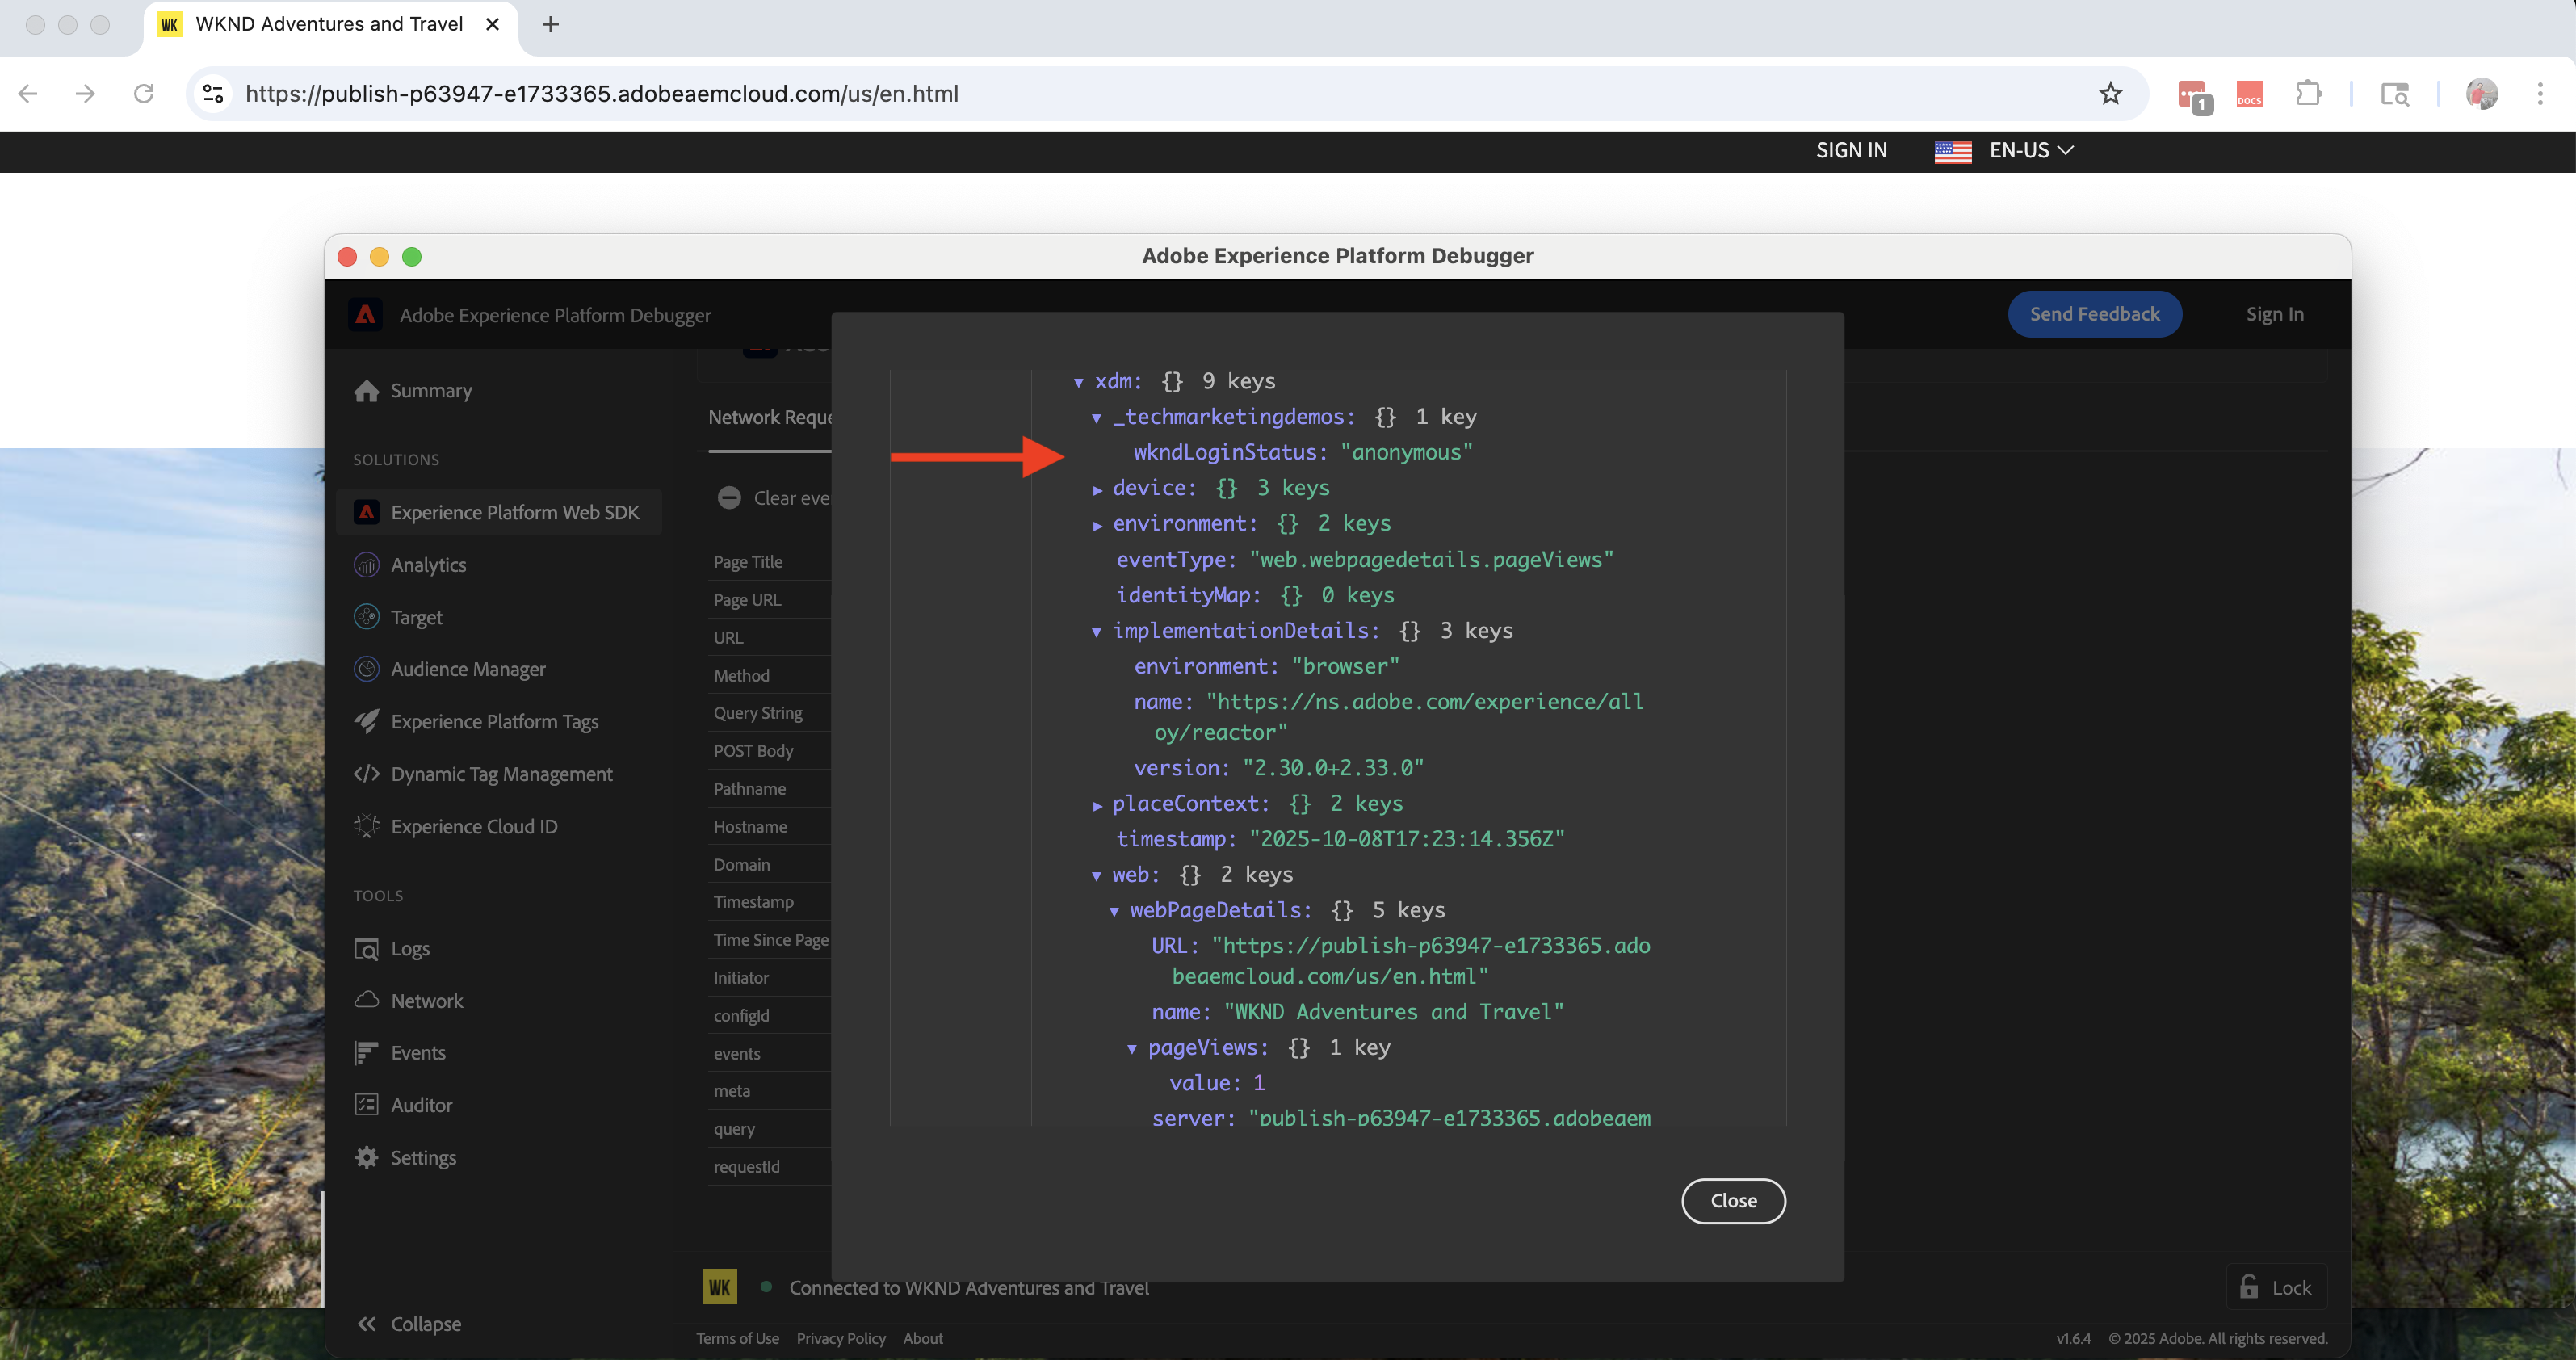 WK WKND Adventures and Travel
https://publish-p63947-e1733365.adobeaemcloud.com/us/en.html
1
DOCS
SIGN IN
EN-US
Adobe Experience Platform Debugger
Adobe Experience Platform Debugger
Send Feedback
Sign In
Summary
SOLUTIONS
Experience Platform Web SDK
Analytics
Target
Audience Manager
Experience Platform Tags
Dynamic Tag Management
Experience Cloud ID
TOOLS
Logs
Network
Events
Auditor
Settings
Collapse
Network Reque
Clear eve
Page Title
Page URL
URL
Method
Query String
POST Body
Pathname
Hostname
Domain
Timestamp
Time Since Page
Initiator
configId
events
meta
query
requestId
xdm: {} 9 keys
_techmarketingdemos: {} 1 key
wkndLoginStatus: "anonymous"
device: {} 3 keys
environment: {} 2 keys
eventType: "web.webpagedetails.pageViews"
identityMap: {} 0 keys
implementationDetails: {} 3 keys
environment: "browser"
name: "https://ns.adobe.com/experience/all
oy/reactor"
version: "2.30.0+2.33.0"
placeContext: {} 2 keys
timestamp: "2025-10-08T17:23:14.356Z"
web: {} 2 keys
webPageDetails: {} 5 keys
URL: "https://publish-p63947-e1733365.ado
beaemcloud.com/us/en.html"
name: "WKND Adventures and Travel"
pageViews: {} 1 key
value: 1
server: "publish-p63947-e1733365.adobeaem
Close
WK Connected to WKND Adventures and Travel
Lock
Terms of Use Privacy Policy About
v1.6.4 © 2025 Adobe. All rights reserved.